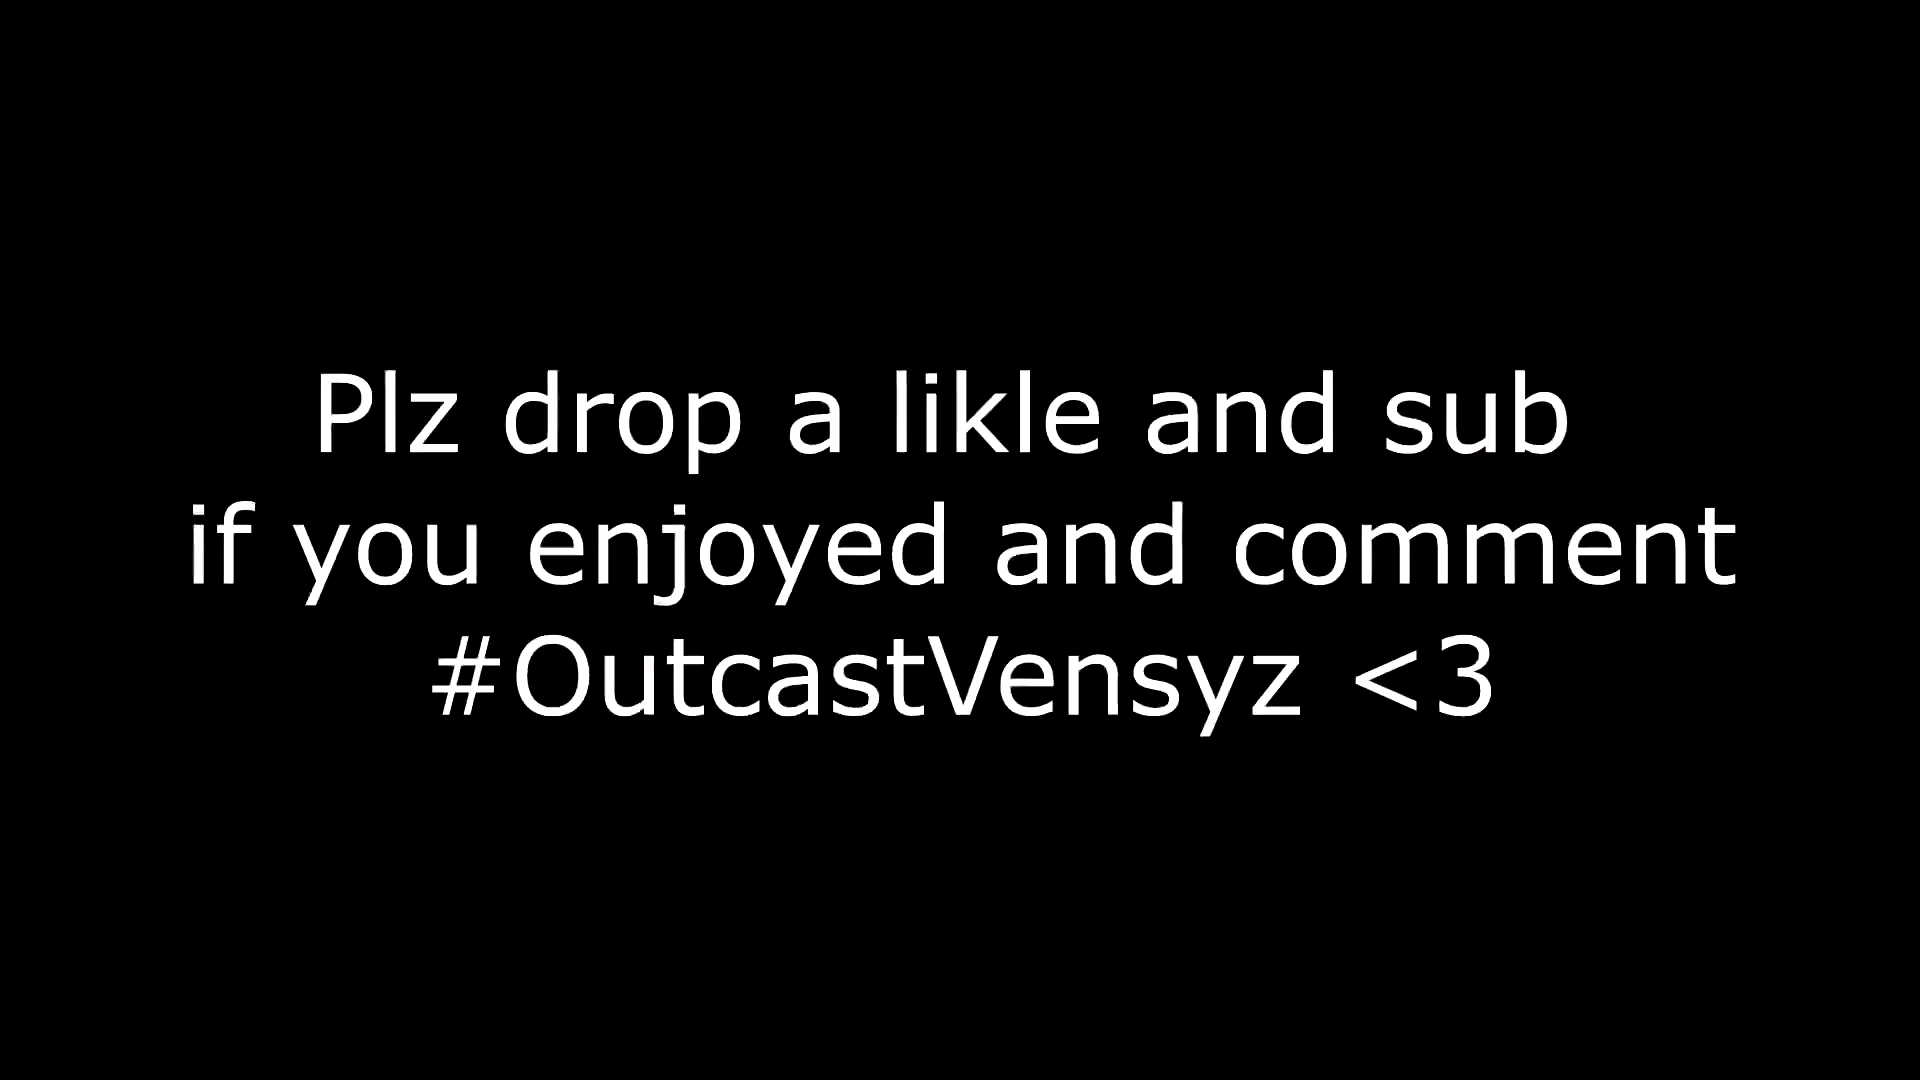 Plz drop a likle and sub
if you enjoyed and comment
#OutcastVensyz <3